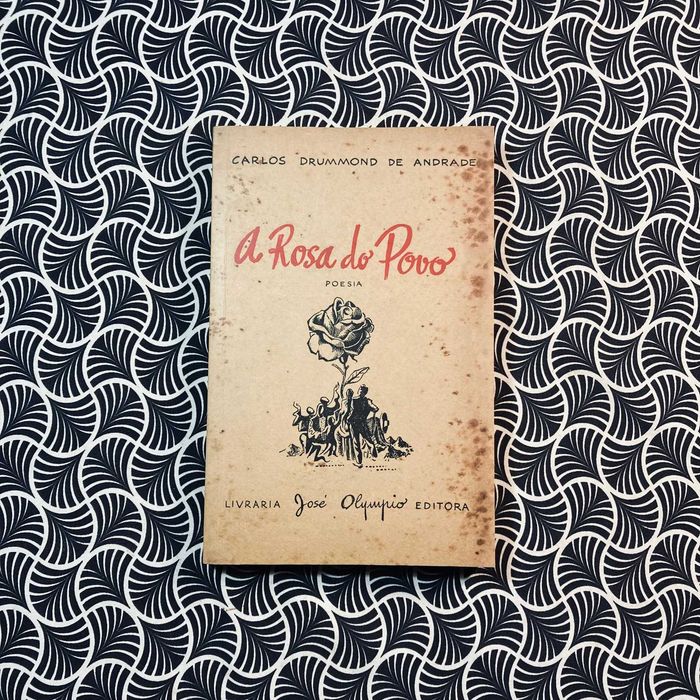 CARLOS DRUMMOND DE ANDRADE
A Rosa do Povo
POESIA
LIVRARIA José Olympio EDITORA